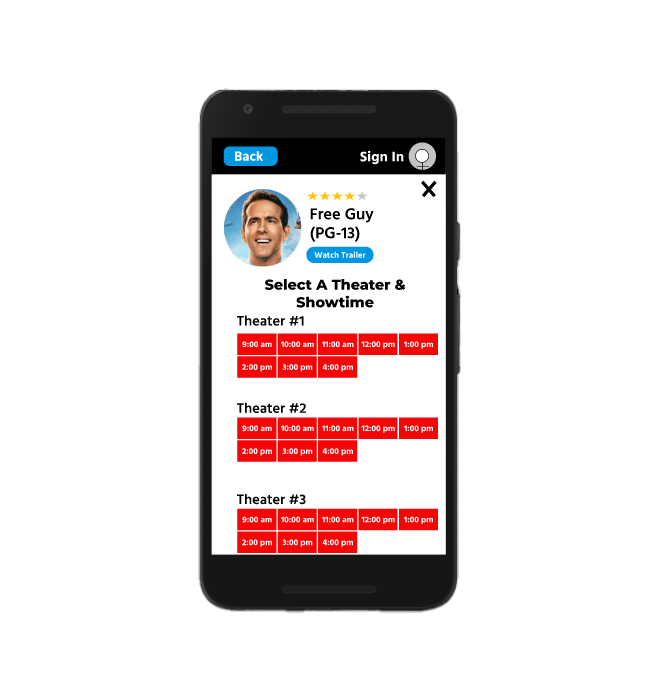 Back
Sign In
X
Free Guy
(PG-13)
Watch Trailer
Select A Theater &
Showtime
Theater #1
9:00 am 10:00 am 11:00 am 12:00 pm 1:00 pm
2:00 pm 3:00 pm 4:00 pm
Theater #2
9:00 am 10:00 am 11:00 am 12:00 pm 1:00 pm
2:00 pm 3:00 pm 4:00 pm
Theater #3
9:00 am 10:00 am 11:00 am 12:00 pm 1:00 pm
2:00 pm 3:00 pm 4:00 pm